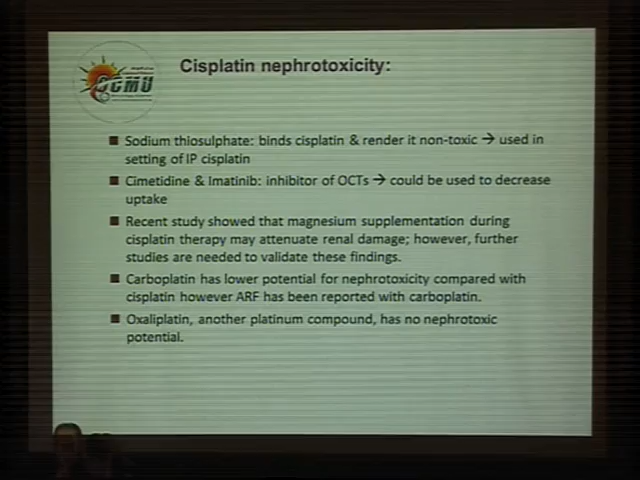 Cisplatin nephrotoxicity:
OCMU
■ Sodium thiosulphate: binds cisplatin & render it non-toxic → used in
setting of IP cisplatin
■ Cimetidine & Imatinib: inhibitor of OCTs → could be used to decrease
uptake
■ Recent study showed that magnesium supplementation during
cisplatin therapy may attenuate renal damage; however, further
studies are needed to validate these findings.
■ Carboplatin has lower potential for nephrotoxicity compared with
cisplatin however ARF has been reported with carboplatin.
■ Oxaliplatin, another platinum compound, has no nephrotoxic
potential.